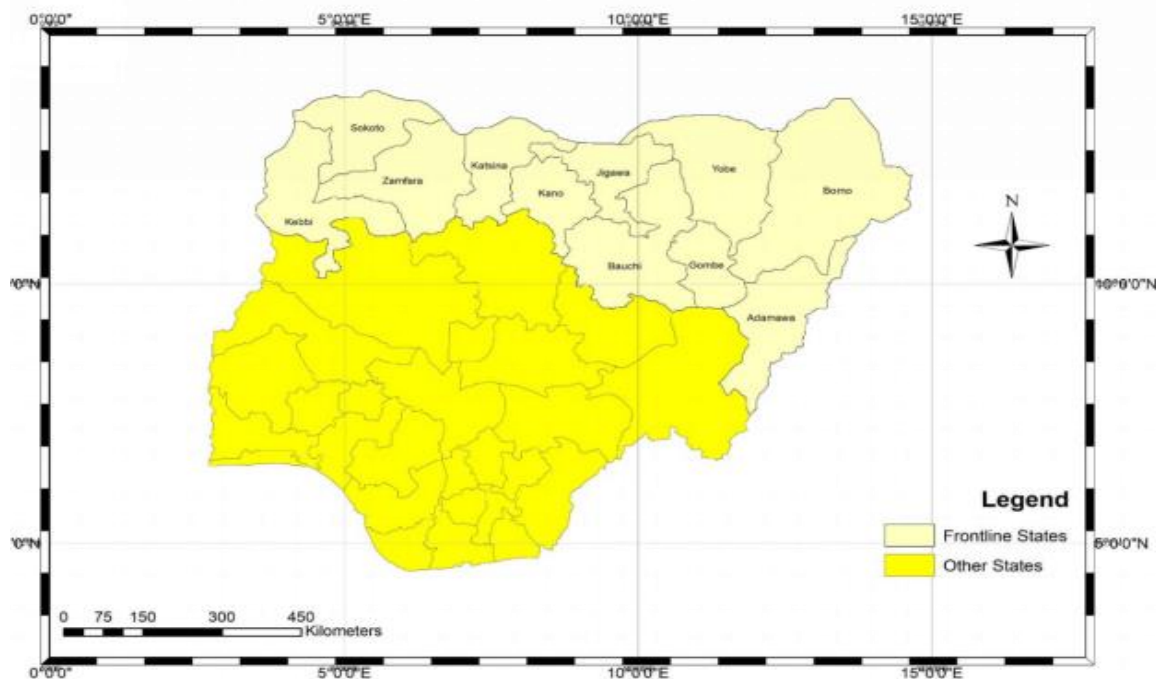 0°0'0" 5°0'0"E 10°0'0"E 15°0'0"E
Sokoto
Katsina
Zamfara
Kano
Jigawa
Yobe
Borno
Kebbi
Bauchi
Gombe
Adamawa
N
10°0'0"N
Legend
Frontline States
Other States
5°0'0"N
0 75 150 300 450
Kilometers
0°0'0" 5°0'0"E 10°0'0"E 15°0'0"E